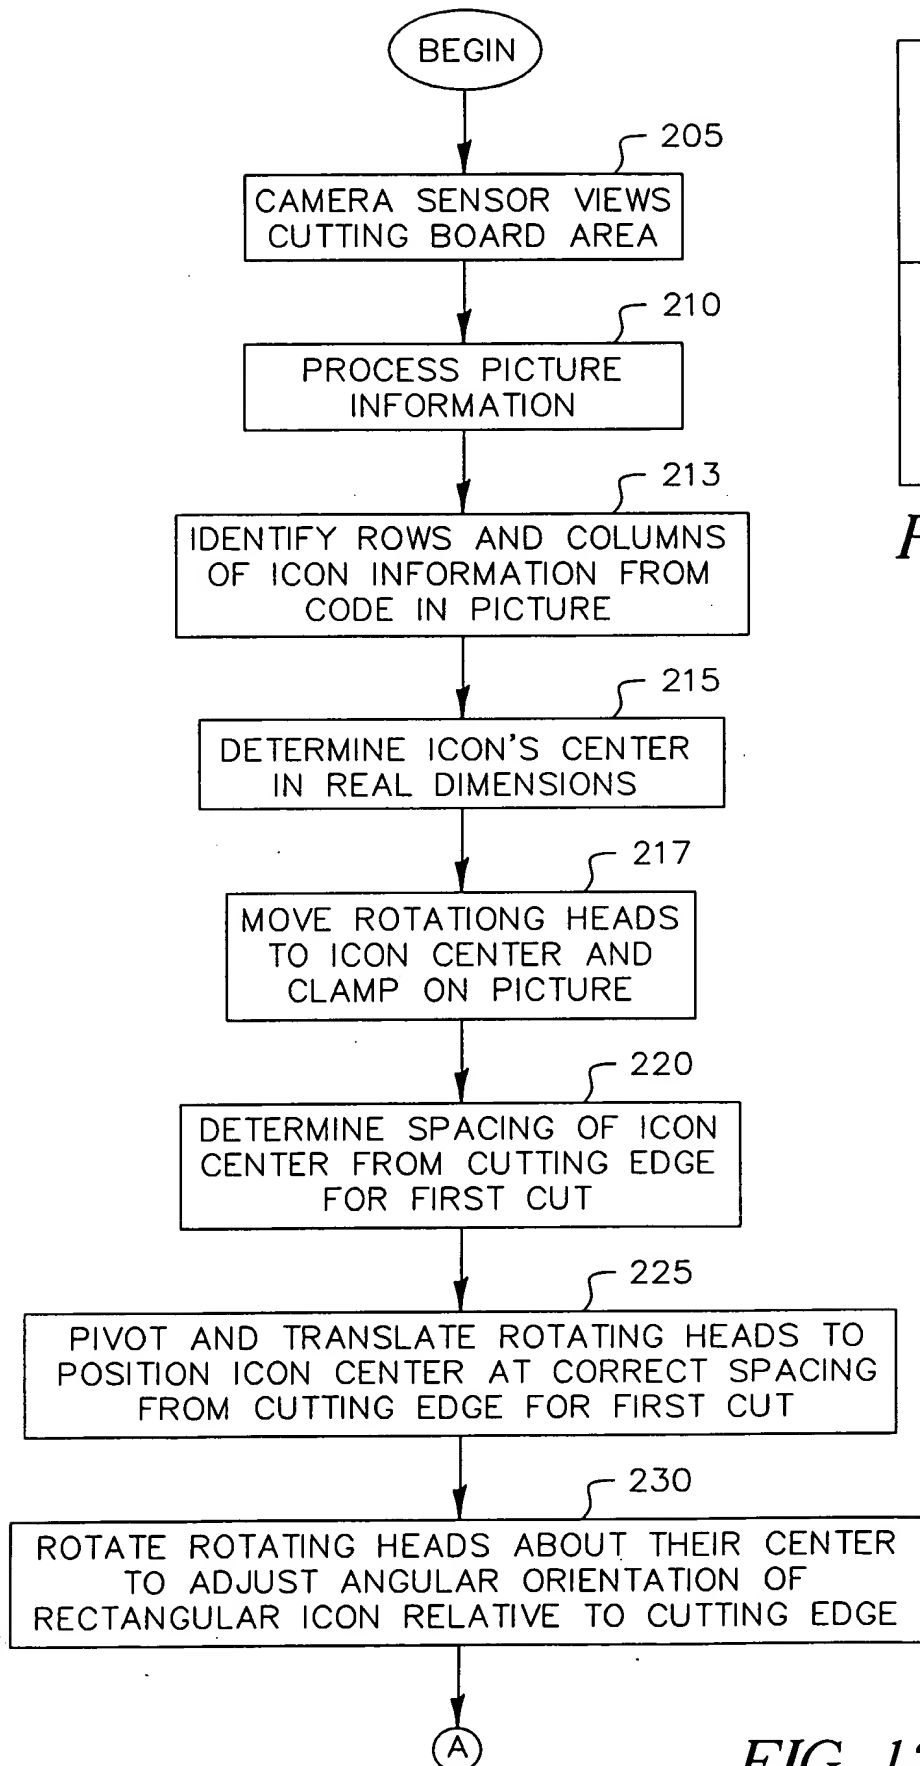 BEGIN
205
CAMERA SENSOR VIEWS
CUTTING BOARD AREA
210
PROCESS PICTURE
INFORMATION
213
IDENTIFY ROWS AND COLUMNS
OF ICON INFORMATION FROM
CODE IN PICTURE
215
DETERMINE ICON'S CENTER
IN REAL DIMENSIONS
217
MOVE ROTATIONG HEADS
TO ICON CENTER AND
CLAMP ON PICTURE
220
DETERMINE SPACING OF ICON
CENTER FROM CUTTING EDGE
FOR FIRST CUT
225
PIVOT AND TRANSLATE ROTATING HEADS TO
POSITION ICON CENTER AT CORRECT SPACING
FROM CUTTING EDGE FOR FIRST CUT
230
ROTATE ROTATING HEADS ABOUT THEIR CENTER
TO ADJUST ANGULAR ORIENTATION OF
RECTANGULAR ICON RELATIVE TO CUTTING EDGE
A
FIG.